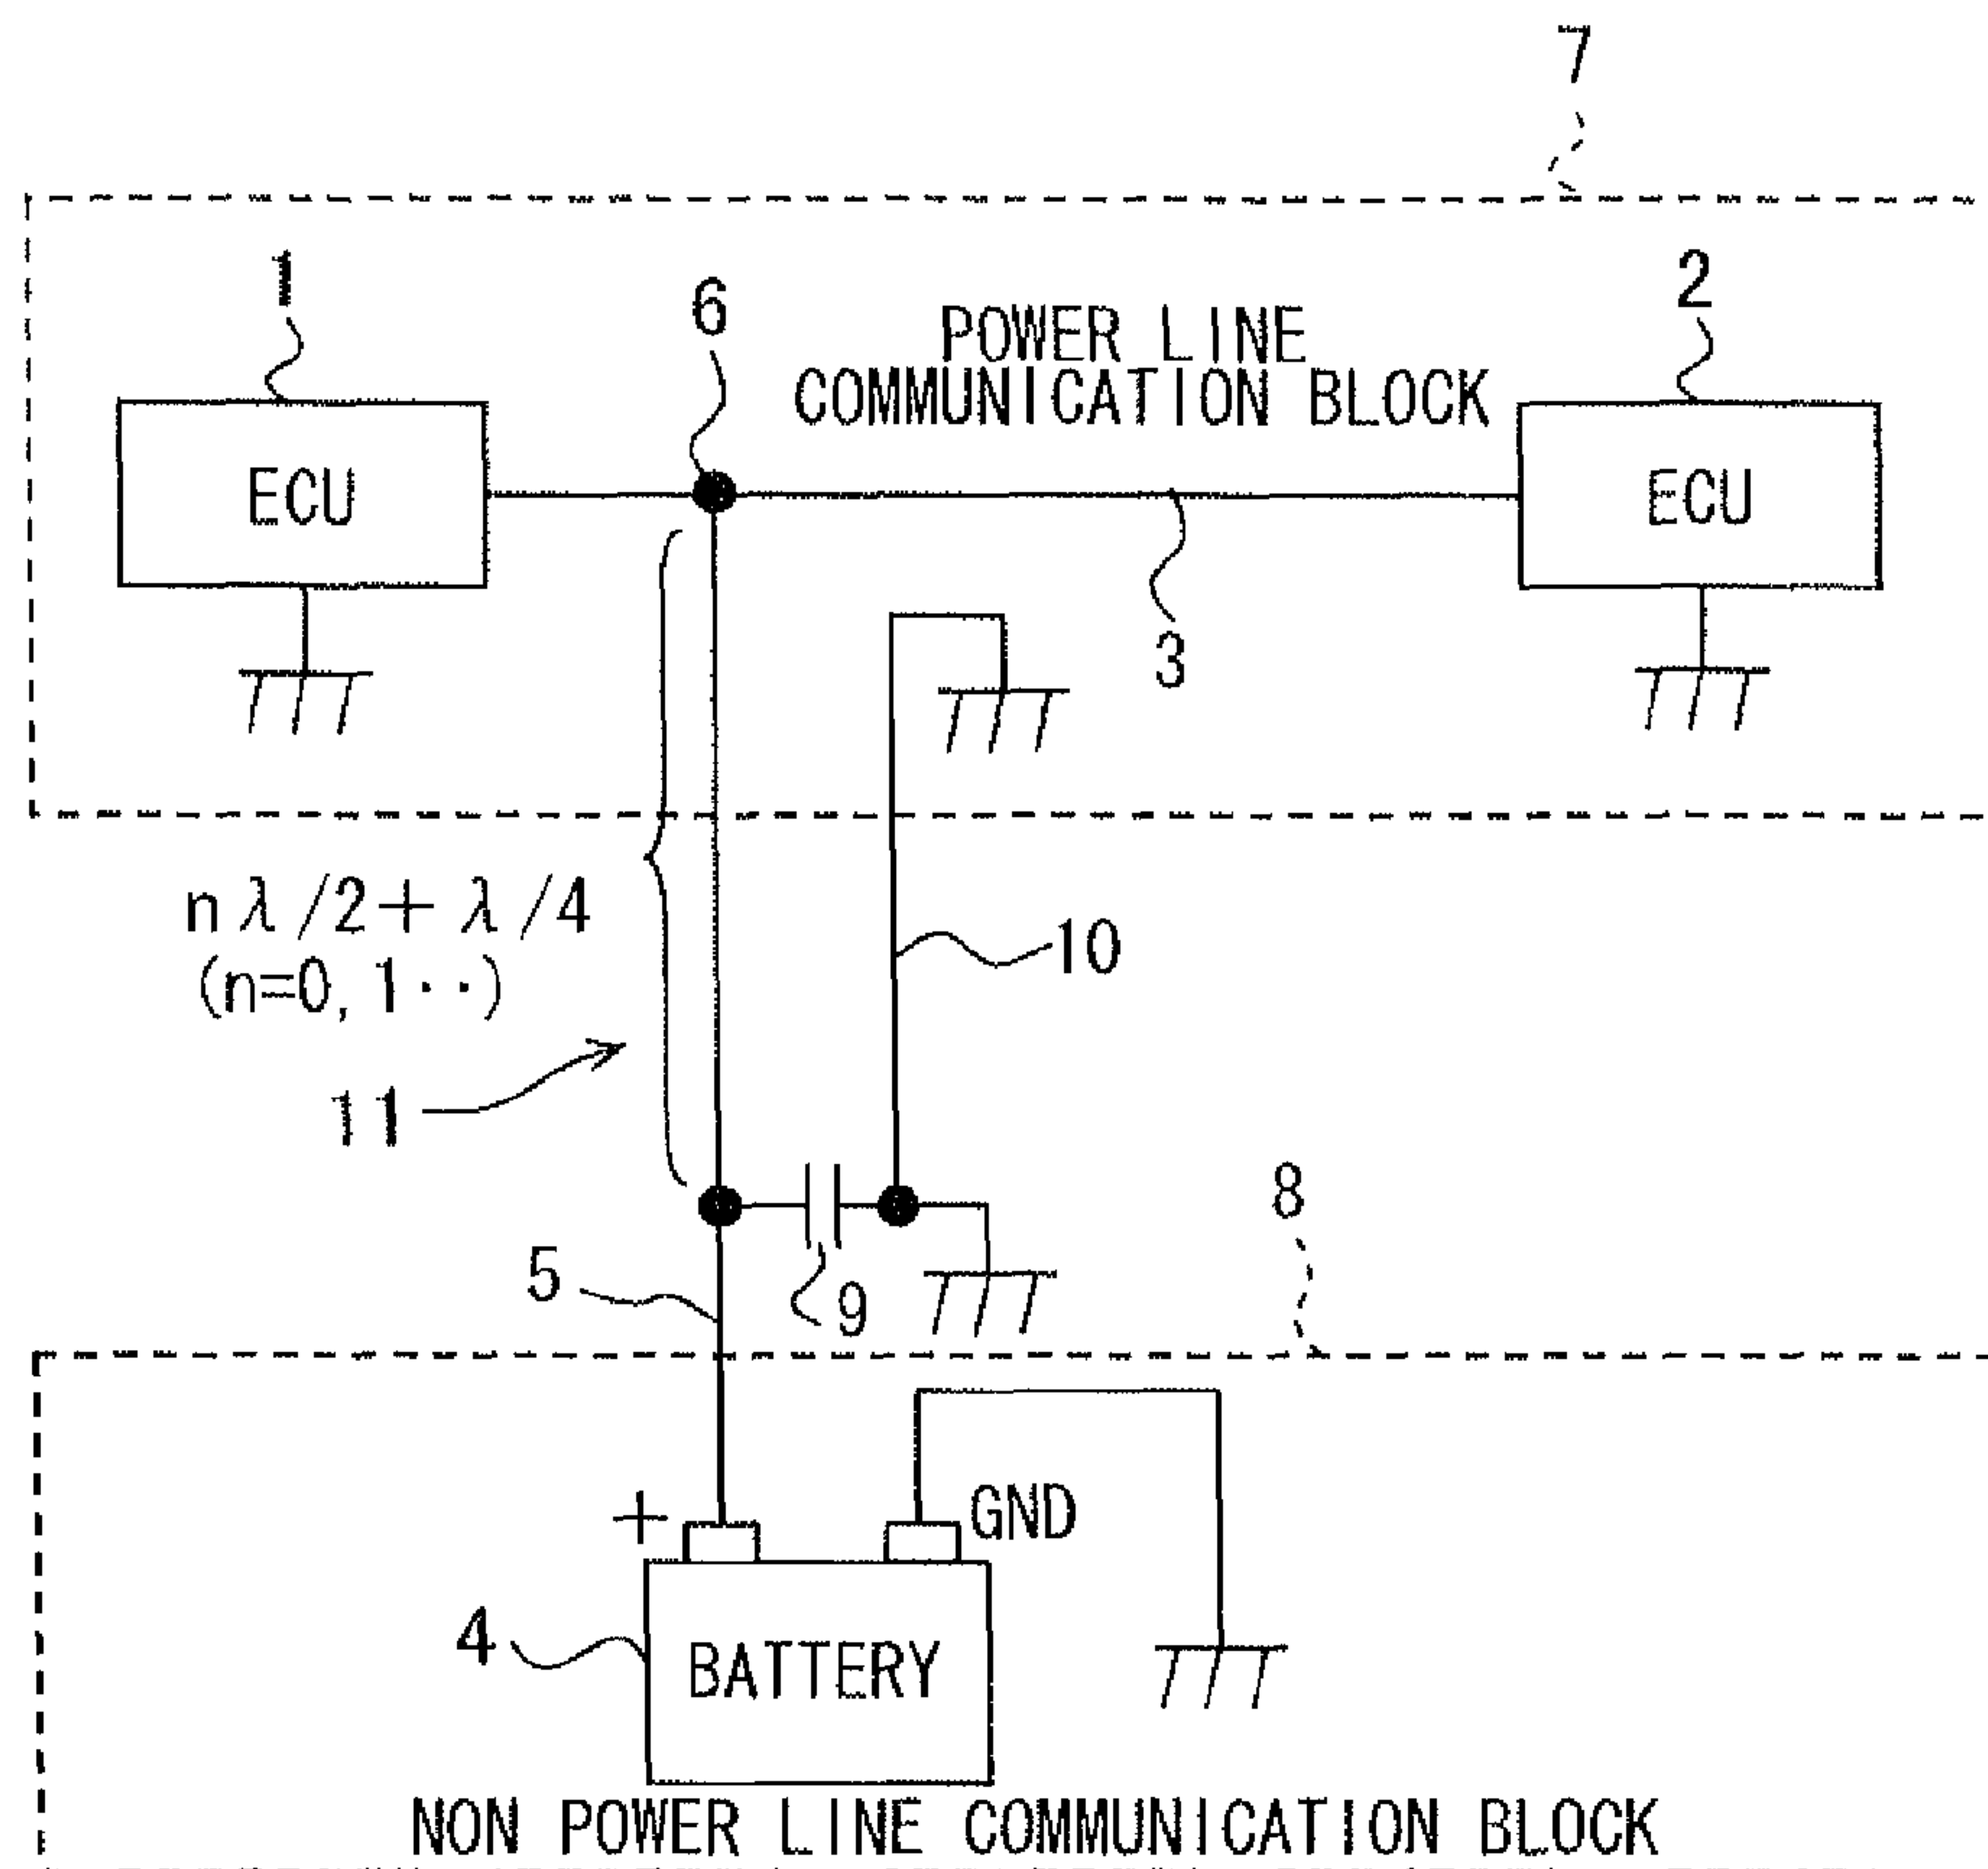 7
1
6
2
POWER LINE
COMMUNICATION BLOCK
ECU
ECU
3
nλ/2+λ/4
(n=0, 1‥)
10
11
8
5
9
+
GND
4
BATTERY
NON POWER LINE COMMUNICATION BLOCK